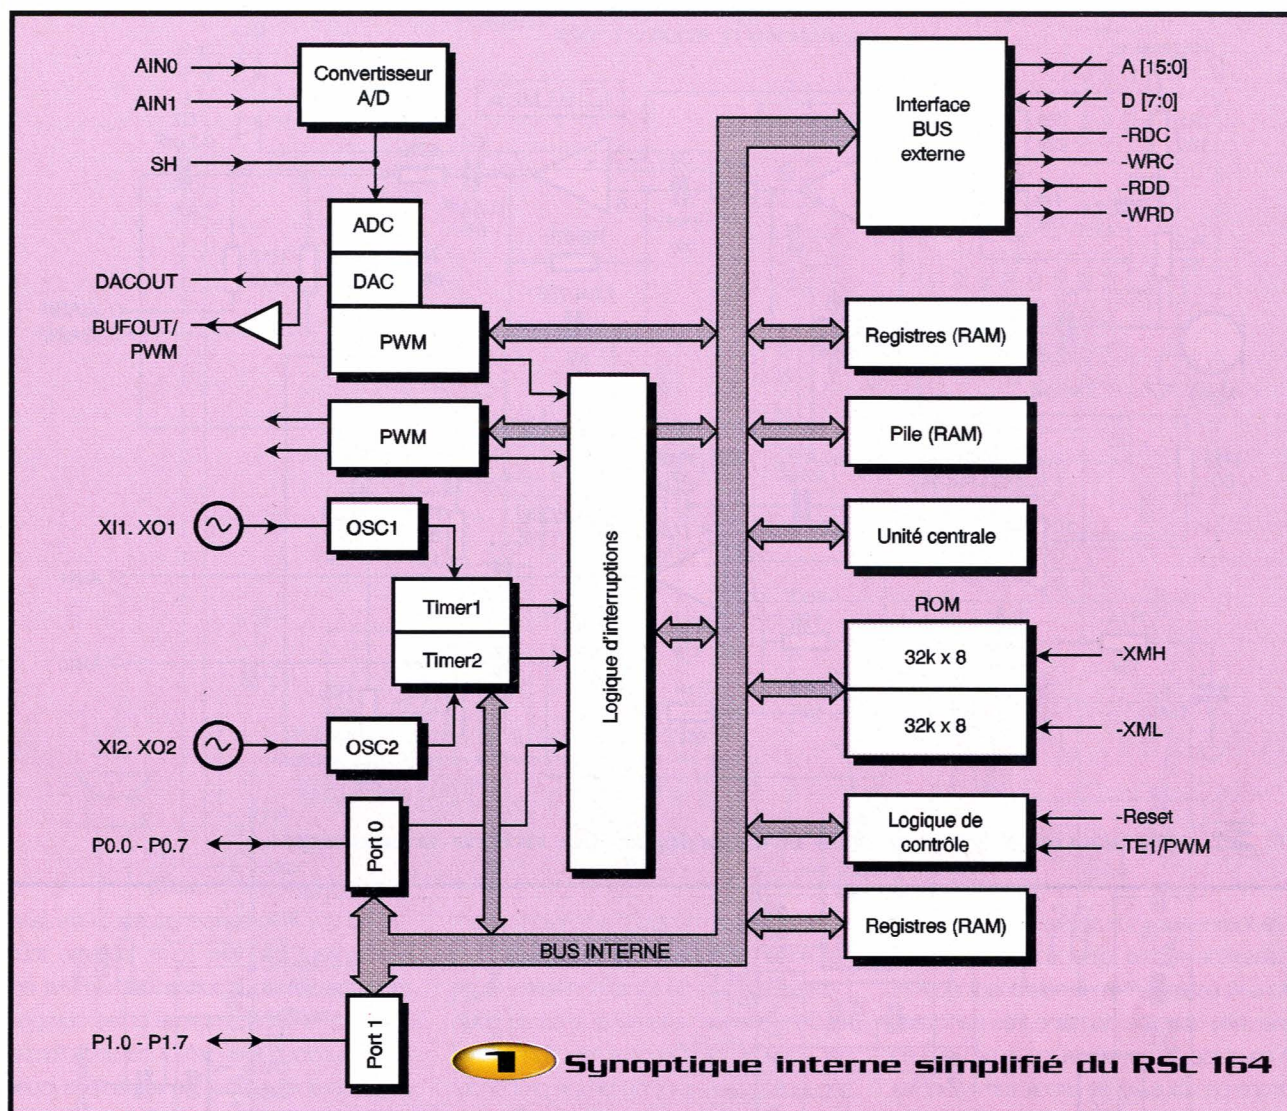 AIN0
AIN1
SH
Convertisseur
A/D
ADC
DAC
PWM
DACOUT
BUFOUT/
PWM
PWM
XI1. XO1
OSC1
Timer1
Timer2
XI2. XO2
OSC2
P0.0 - P0.7
Port 0
P1.0 - P1.7
Port 1
Logique d'interruptions
BUS INTERNE
Interface
BUS
externe
A [15:0]
D [7:0]
-RDC
-WRC
-RDD
-WRD
Registres (RAM)
Pile (RAM)
Unité centrale
ROM
32k x 8
32k x 8
-XMH
-XML
Logique de
contrôle
-Reset
-TE1/PWM
Registres (RAM)
1 Synoptique interne simplifié du RSC 164